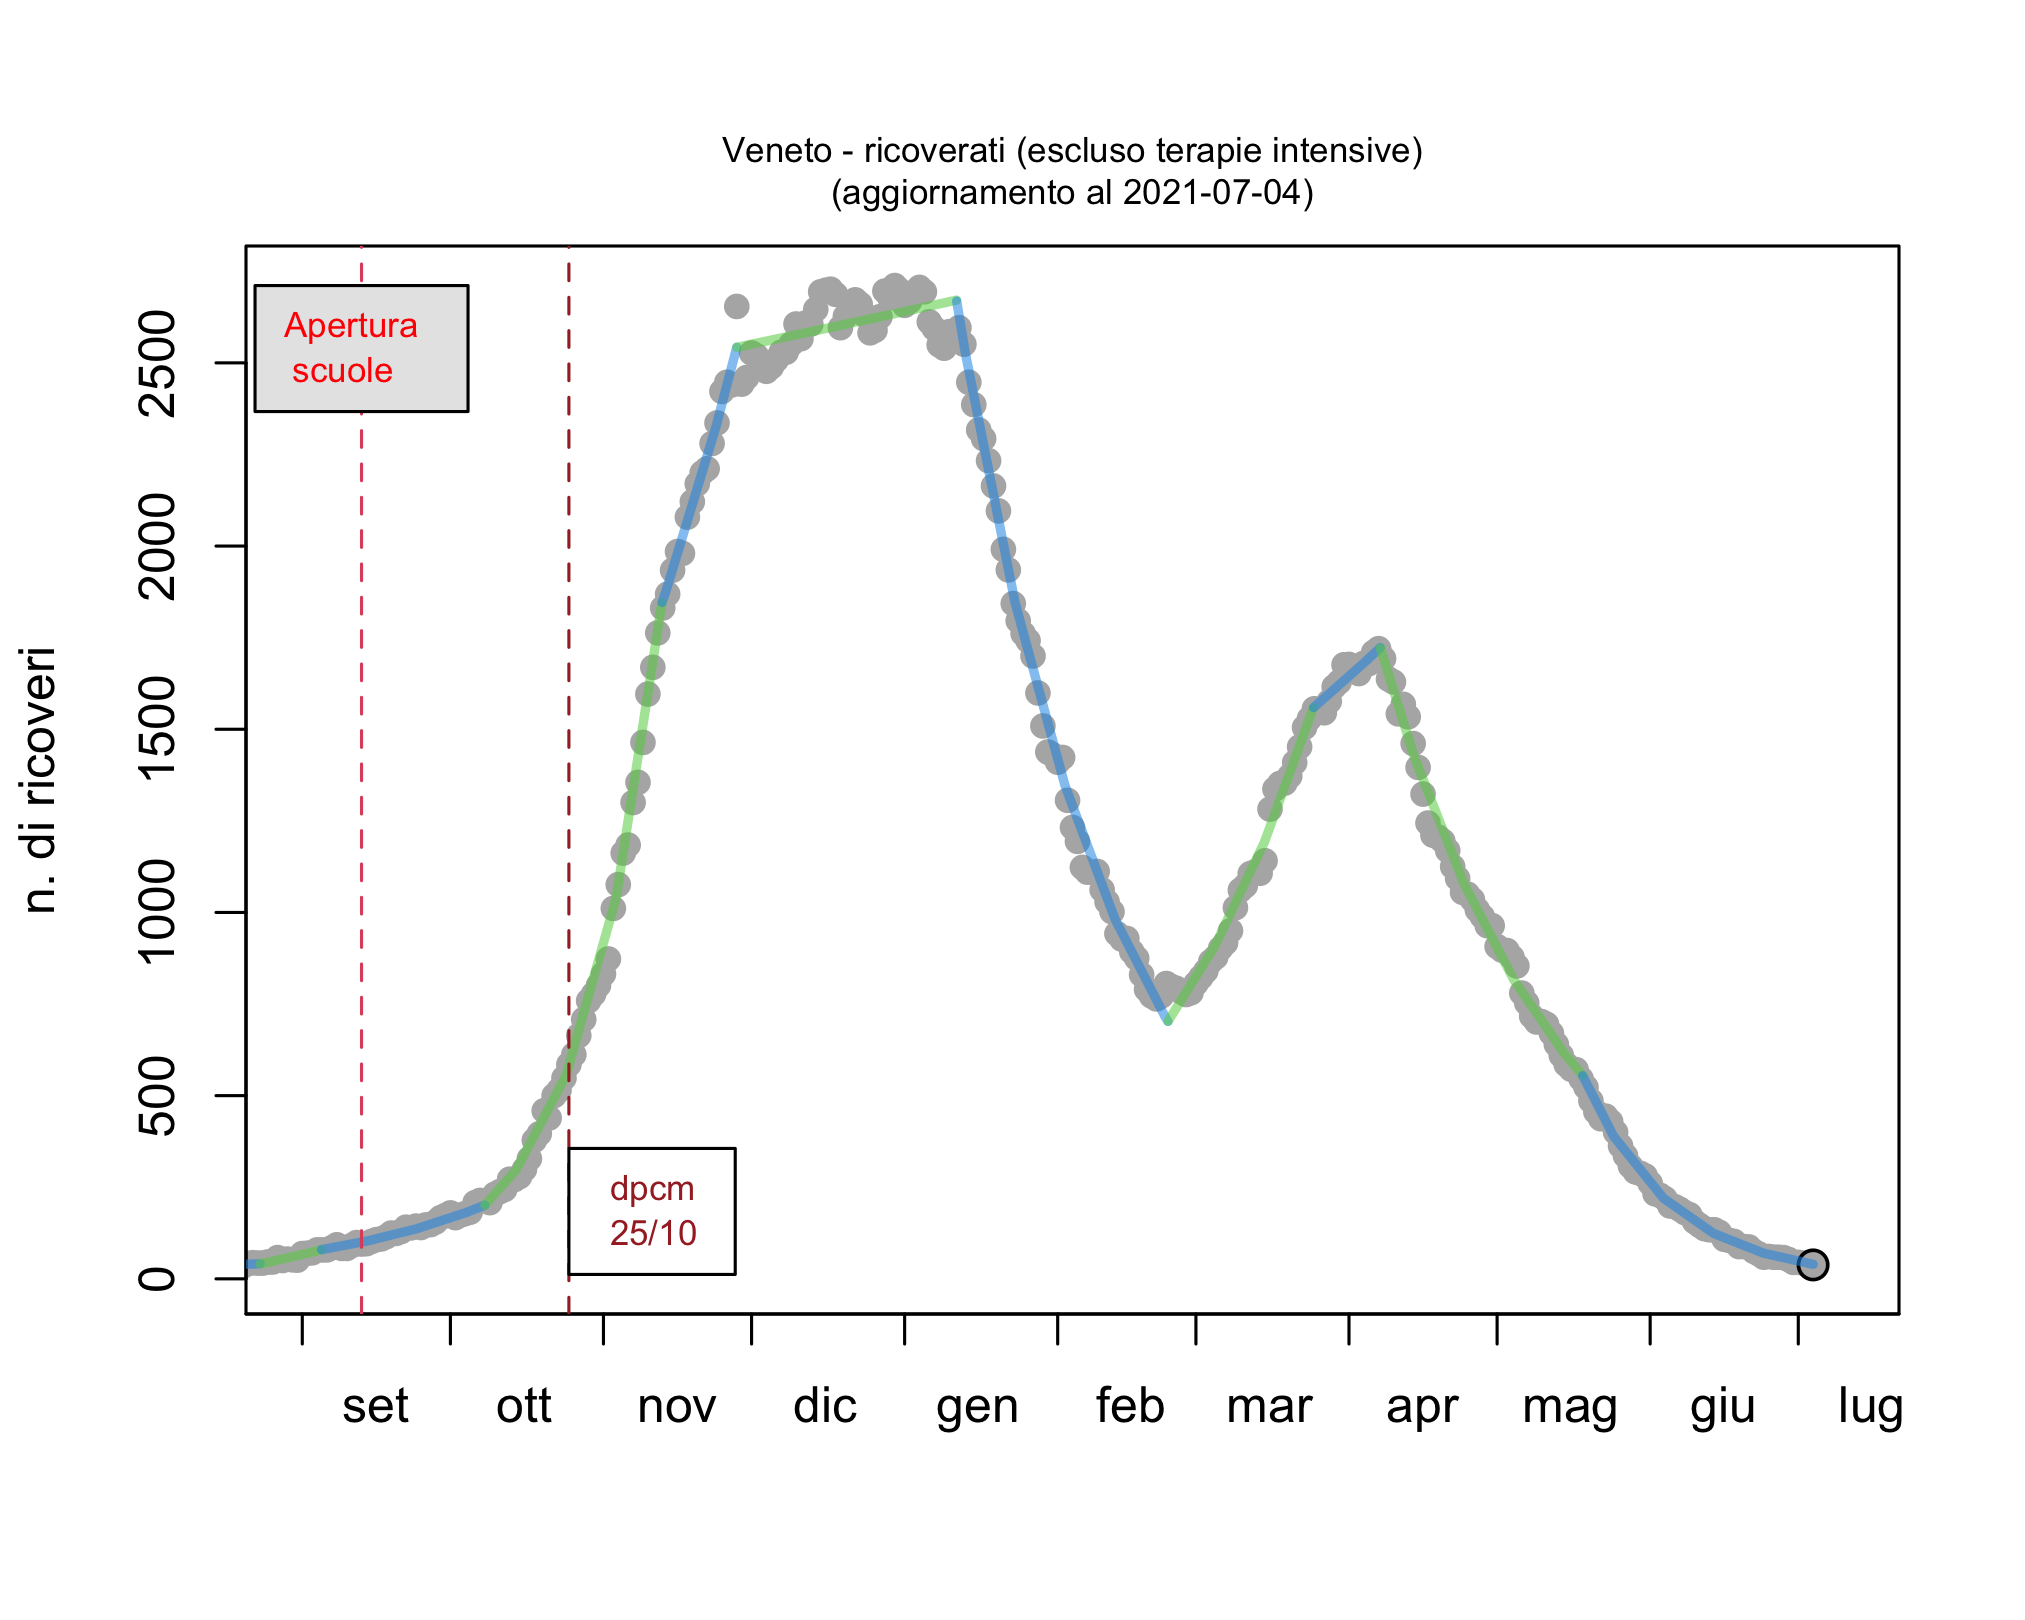 Veneto - ricoverati (escluso terapie intensive)
(aggiornamento al 2021-07-04)
Apertura
scuole
dpcm
25/10
n. di ricoveri
2500
2000
1500
1000
500
0
set ott nov dic gen feb mar apr mag giu lug